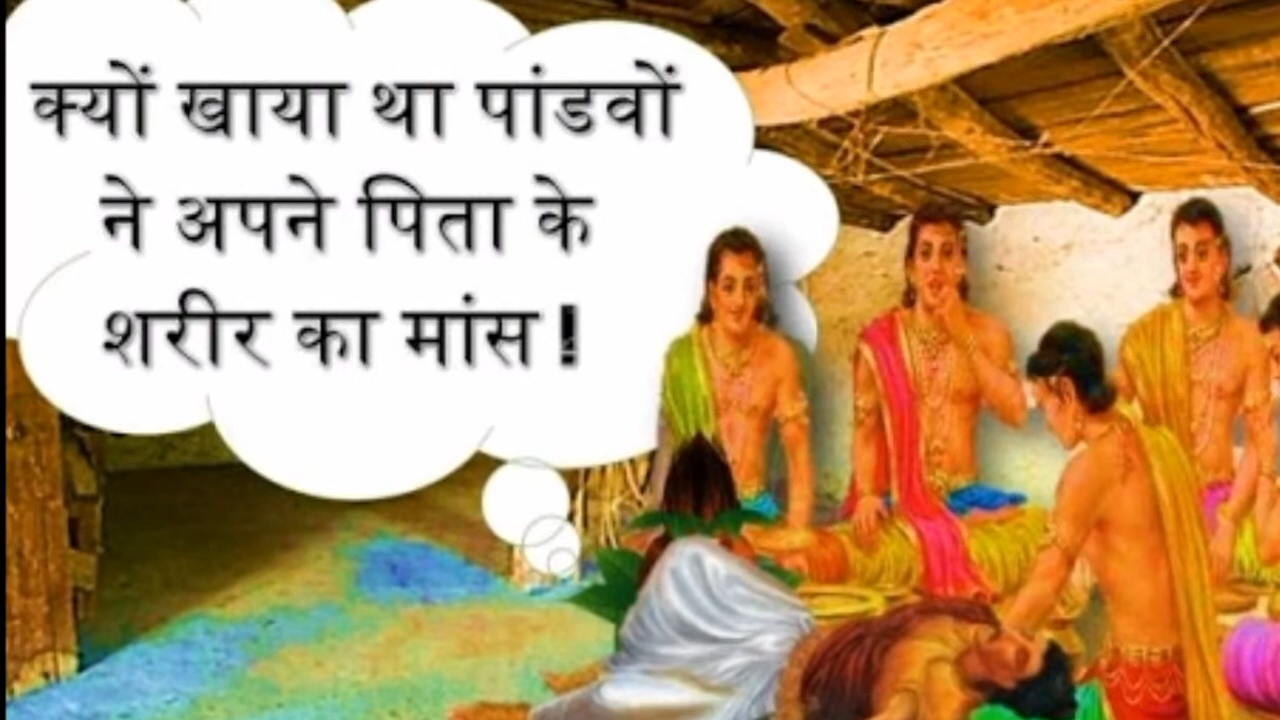 क्यों खाया था पांडवों
ने अपने पिता के
शरीर का मांस !